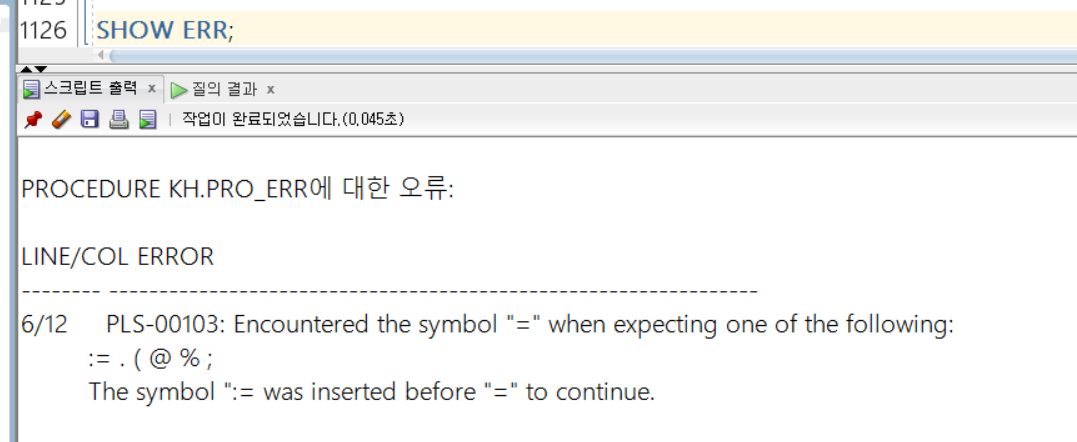 1125
1126 SHOW ERR;
스크립트 출력 x 질의 결과 x
작업이 완료되었습니다.(0.045초)
PROCEDURE KH.PRO_ERR에 대한 오류:
LINE/COL ERROR
-------- -----------------------------------------------------------------
6/12 PLS-00103: Encountered the symbol "=" when expecting one of the following:
:= . ( @ % ;
The symbol ":= was inserted before "=" to continue.